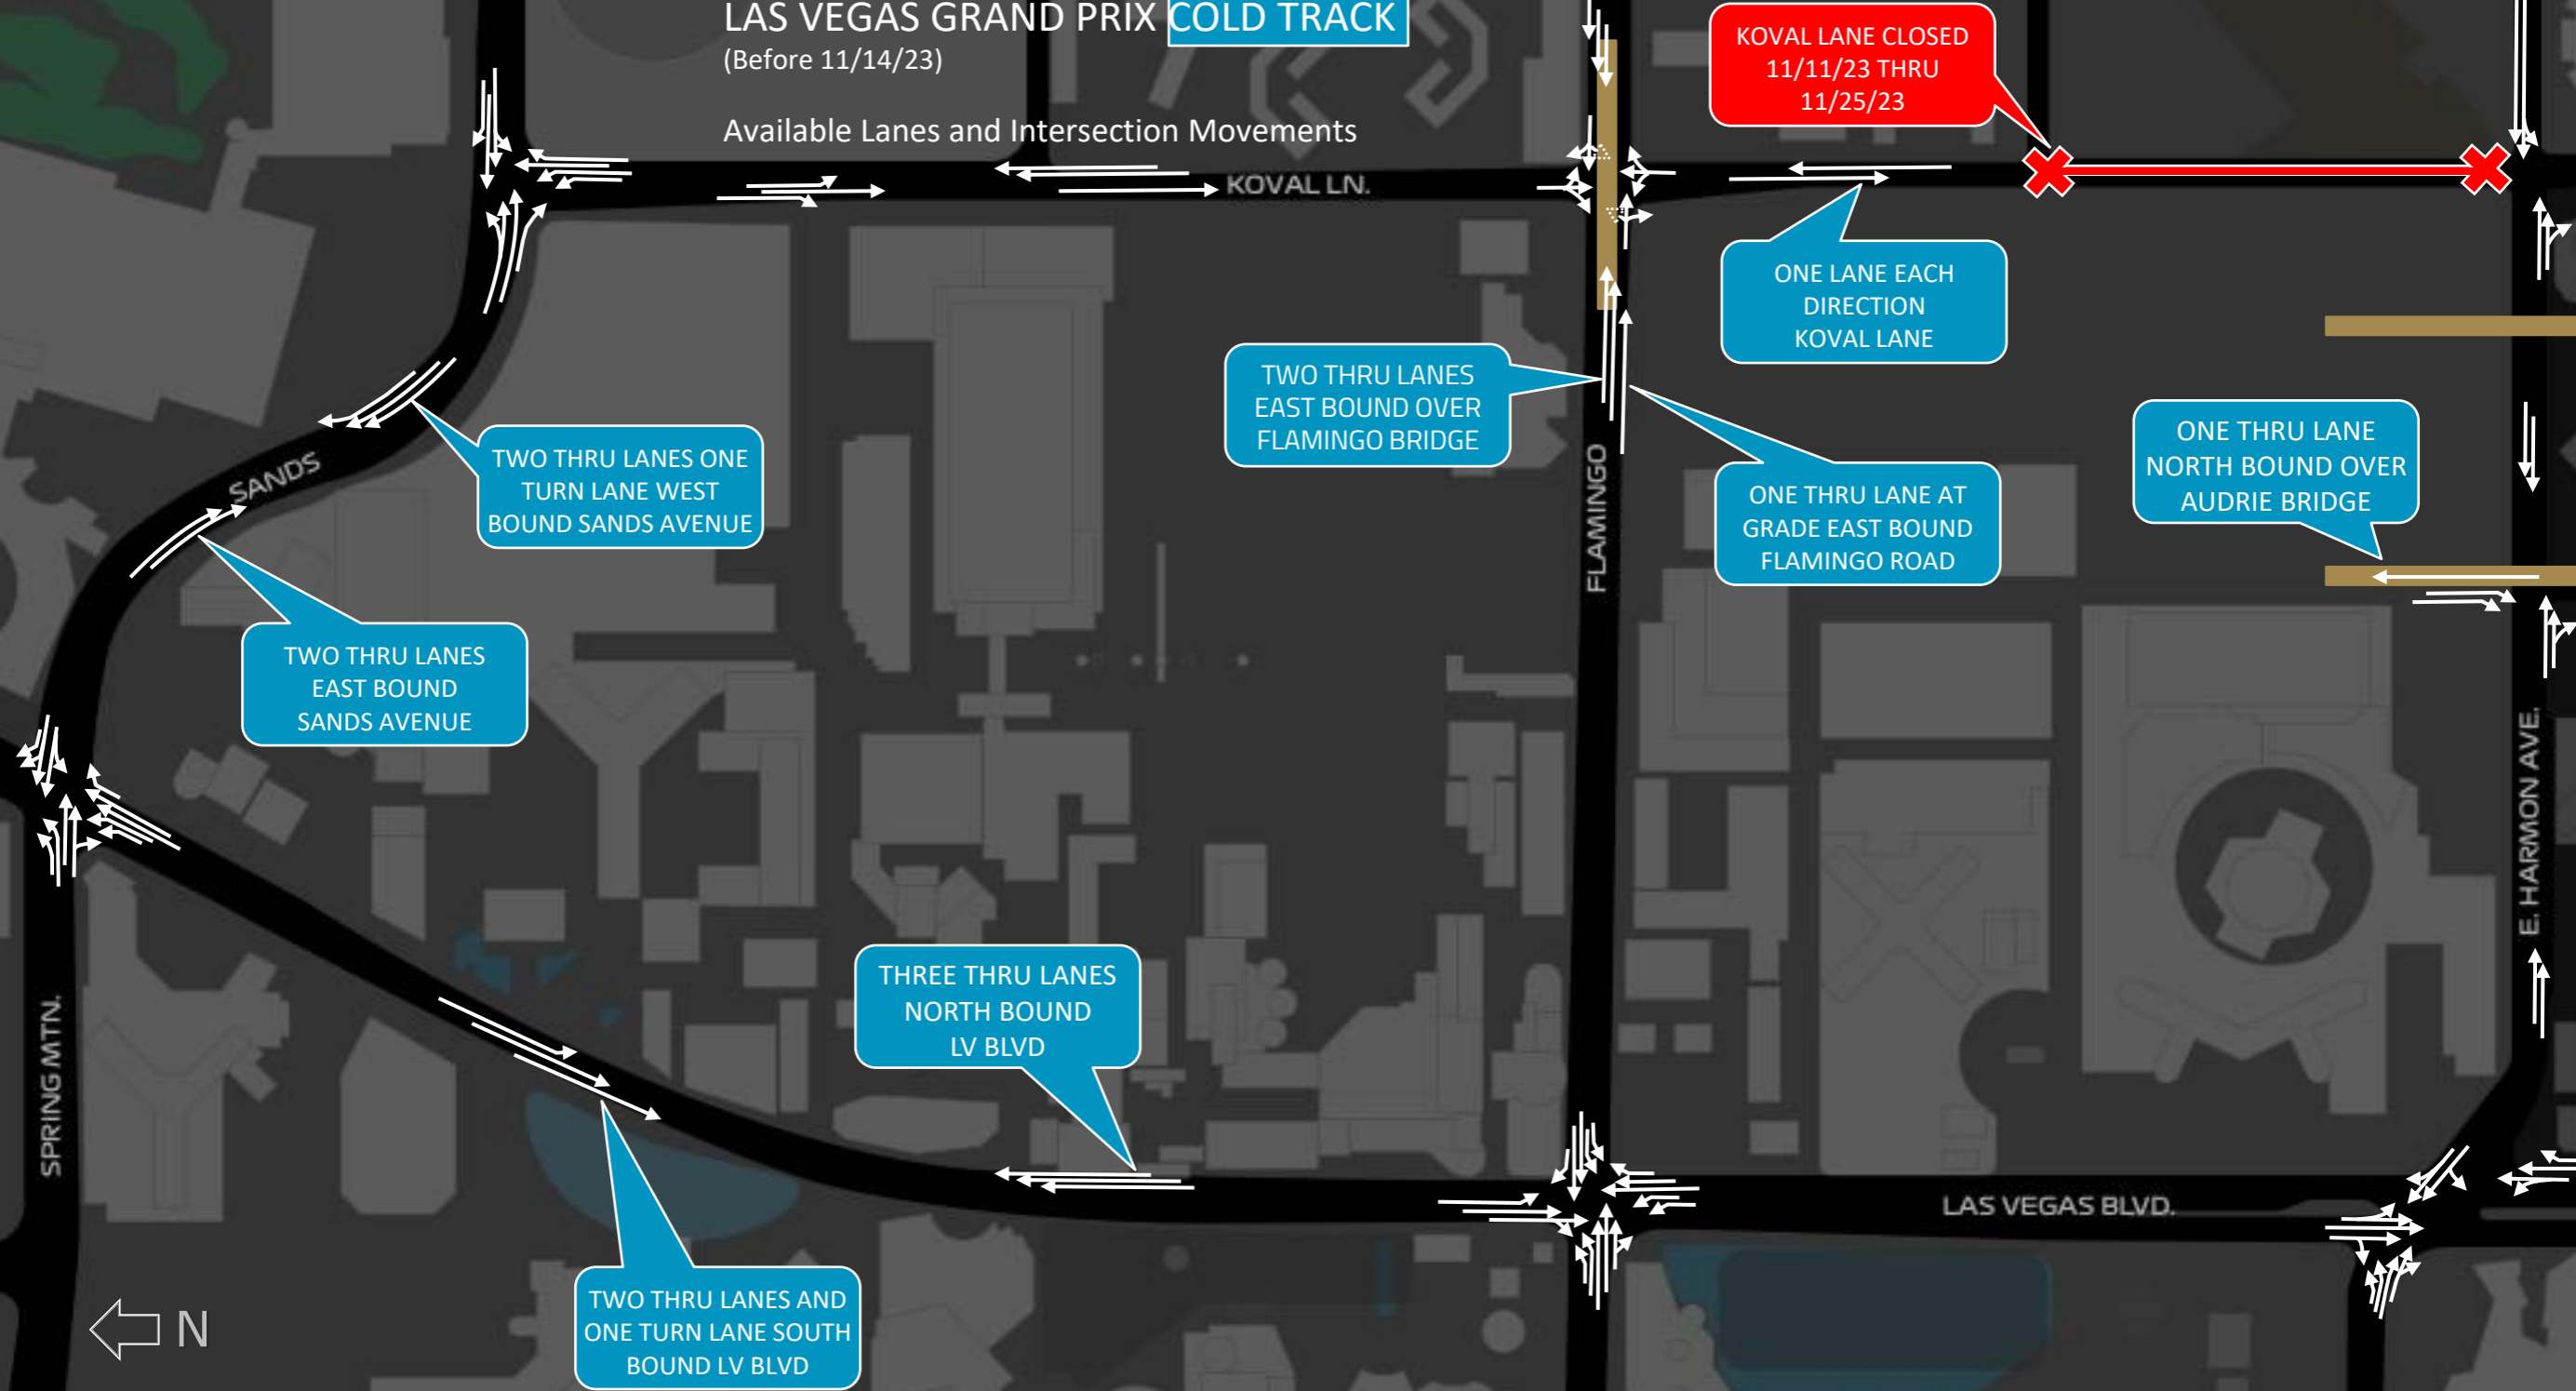 LAS VEGAS GRAND PRIX COLD TRACK
(Before 11/14/23)
Available Lanes and Intersection Movements
KOVAL LANE CLOSED
11/11/23 THRU
11/25/23
KOVAL LN.
ONE LANE EACH
DIRECTION
KOVAL LANE
TWO THRU LANES
EAST BOUND OVER
FLAMINGO BRIDGE
FLAMINGO
ONE THRU LANE AT
GRADE EAST BOUND
FLAMINGO ROAD
ONE THRU LANE
NORTH BOUND OVER
AUDRIE BRIDGE
TWO THRU LANES ONE
TURN LANE WEST
BOUND SANDS AVENUE
SANDS
TWO THRU LANES
EAST BOUND
SANDS AVENUE
E. HARMON AVE.
THREE THRU LANES
NORTH BOUND
LV BLVD
SPRING MTN.
LAS VEGAS BLVD.
TWO THRU LANES AND
ONE TURN LANE SOUTH
BOUND LV BLVD
N